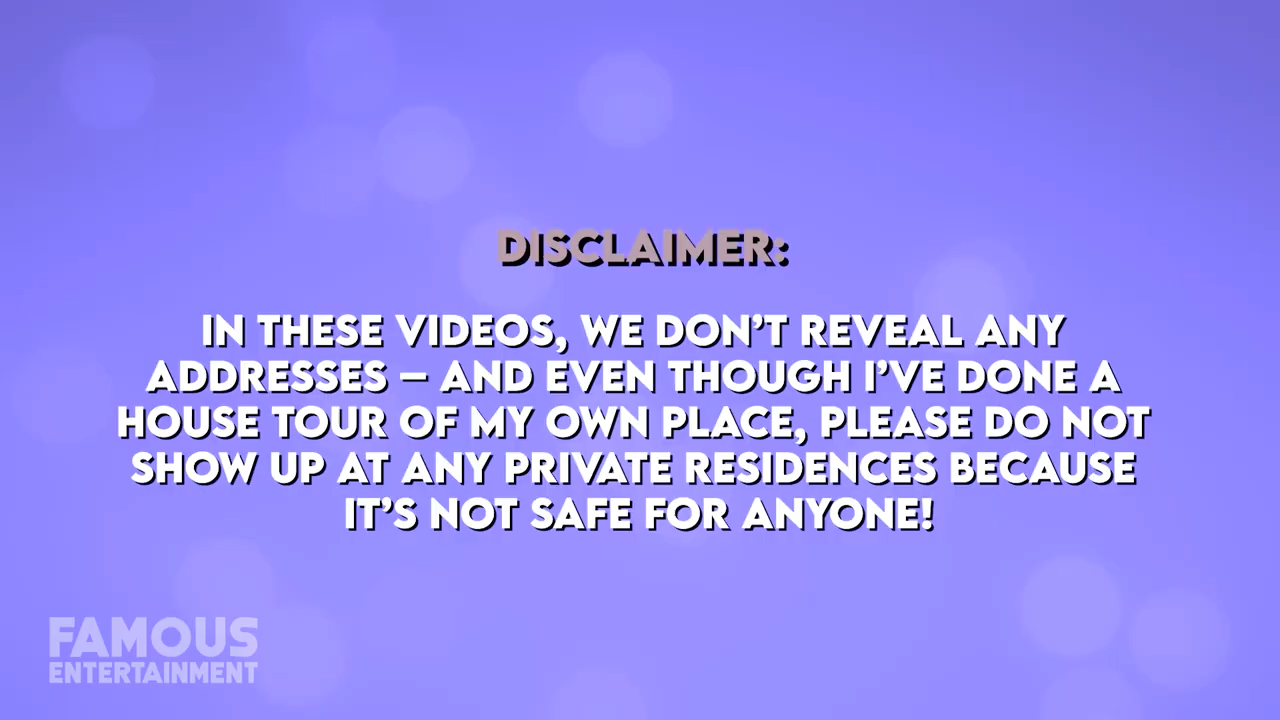 DISCLAIMER:
IN THESE VIDEOS, WE DON’T REVEAL ANY
ADDRESSES – AND EVEN THOUGH I’VE DONE A
HOUSE TOUR OF MY OWN PLACE, PLEASE DO NOT
SHOW UP AT ANY PRIVATE RESIDENCES BECAUSE
IT’S NOT SAFE FOR ANYONE!
FAMOUS
ENTERTAINMENT